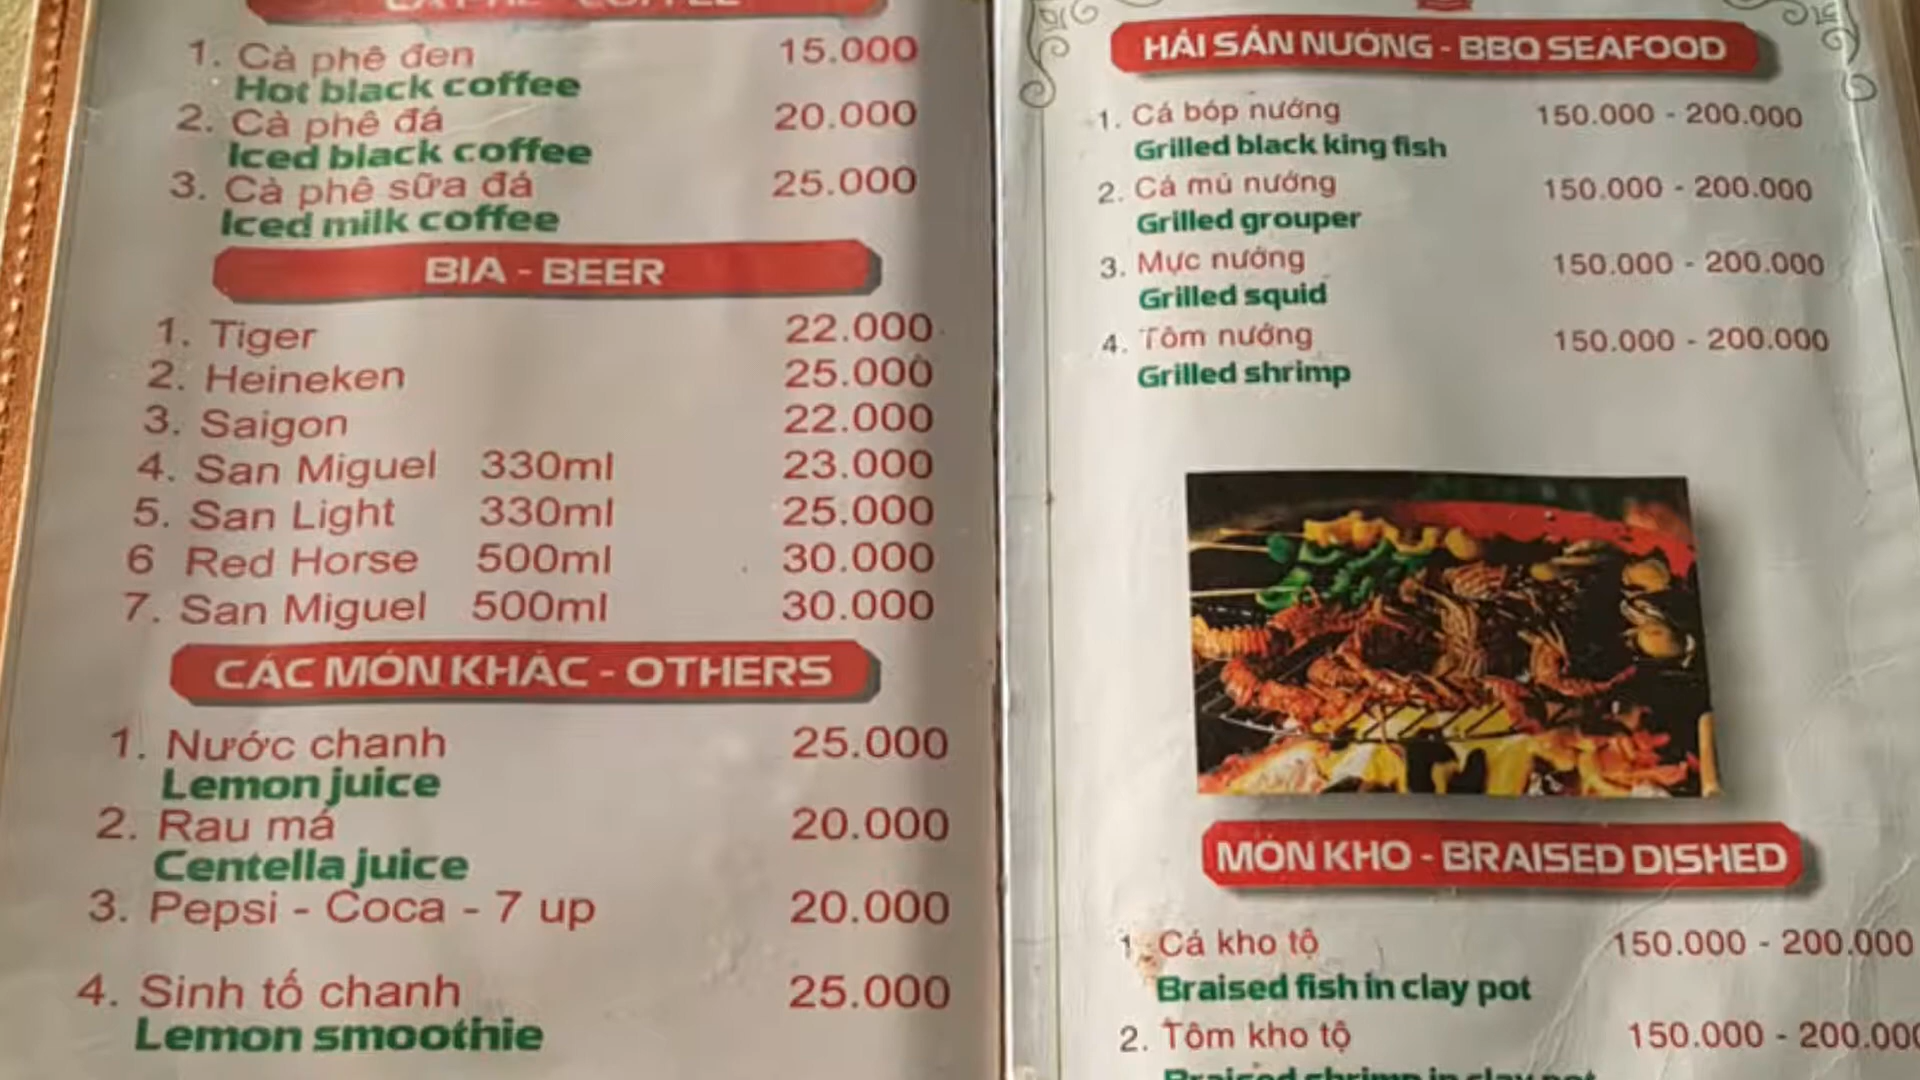 CÀ PHÊ - COFFEE
1. Cà phê đen 15.000
Hot black coffee
2. Cà phê đá 20.000
Iced black coffee
3. Cà phê sữa đá 25.000
Iced milk coffee
BIA - BEER
1. Tiger 22.000
2. Heineken 25.000
3. Saigon 22.000
4. San Miguel 330ml 23.000
5. San Light 330ml 25.000
6 Red Horse 500ml 30.000
7. San Miguel 500ml 30.000
CÁC MÓN KHÁC - OTHERS
1. Nước chanh 25.000
Lemon juice
2. Rau má 20.000
Centella juice
3. Pepsi - Coca - 7 up 20.000
4. Sinh tố chanh 25.000
Lemon smoothie
HẢI SẢN NƯỚNG - BBQ SEAFOOD
1. Cá bóp nướng 150.000 - 200.000
Grilled black king fish
2. Cá mú nướng 150.000 - 200.000
Grilled grouper
3. Mực nướng 150.000 - 200.000
Grilled squid
4. Tôm nướng 150.000 - 200.000
Grilled shrimp
MÓN KHO - BRAISED DISHED
1. Cá kho tộ 150.000 - 200.000
Braised fish in clay pot
2. Tôm kho tộ 150.000 - 200.000
Braised shrimp in clay pot